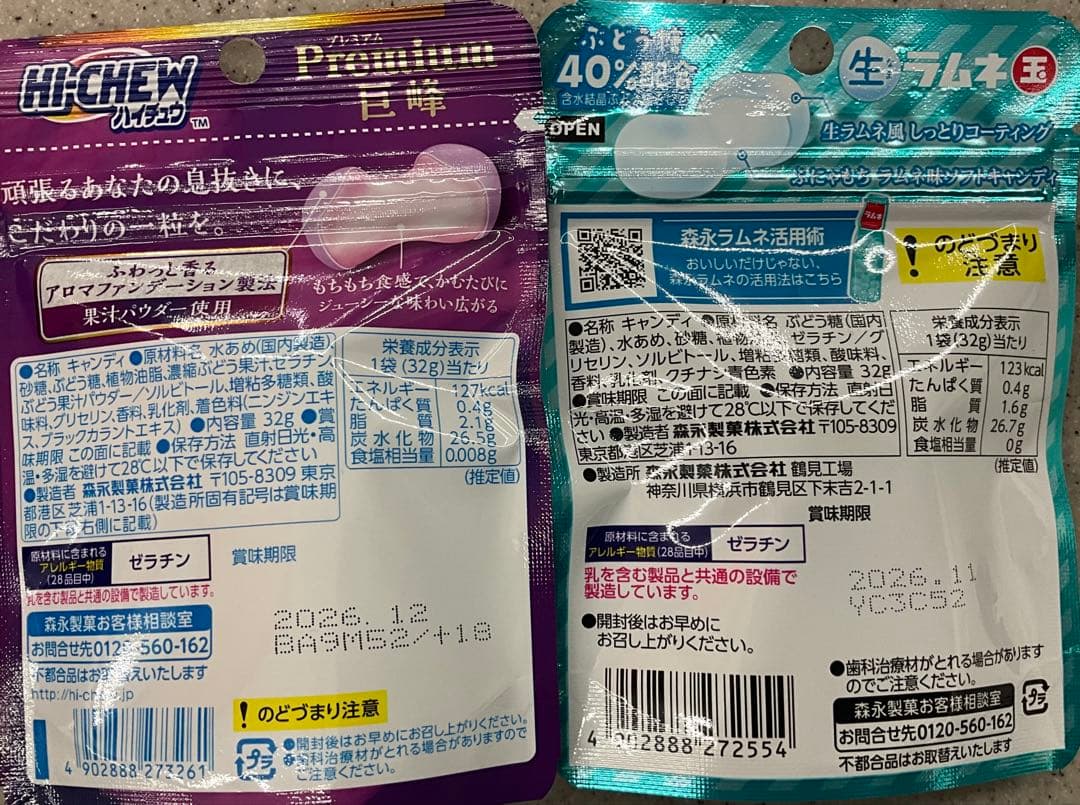 HI-CHEW
ハイチュウ
TM
プレミアム
Premium
巨峰
頑張るあなたの息抜きに、
こだわりの一粒を。
ふわっと香る
アロマファンデーション製法
果汁パウダー使用
もちもち食感で、かむたびに
ジューシーな味わい広がる
●名称 キャンディ ●原材料名 水あめ(国内製造)、
砂糖、ぶどう糖、植物油脂、濃縮ぶどう果汁、ゼラチン、
ぶどう果汁パウダー／ソルビトール、増粘多糖類、酸
味料、グリセリン、香料、乳化剤、着色料(ニンジンエキ
ス、ブラックカラントエキス) ●内容量 32g ●賞
味期限 この面に記載 ●保存方法 直射日光・高
温・多湿を避けて28℃以下で保存してください
●製造者 森永製菓株式会社 〒105-8309 東京
都港区芝浦1-13-16(製造所固有記号は賞味期
限の下段右側に記載)
栄養成分表示
1袋(32g)当たり
エネルギー 127kcal
たんぱく質 0.4g
脂質 2.1g
炭水化物 26.5g
食塩相当量 0.008g
(推定値)
原材料に含まれる
アレルギー物質
(28品目中)
ゼラチン
乳を含む製品と共通の設備で製造しています。
賞味期限
2026.12
BA9M52/+18
森永製菓お客様相談室
お問合せ先0120-560-162
不都合品はお取替えいたします
http://hi-chew.jp
! のどづまり注意
プラ
●開封後はお早めにお召し上がりください。
●歯科治療材がとれる場合がありますので
ご注意ください。
4 902888 273261
ぶどう糖
40%配合
生ラムネ玉
OPEN
生ラムネ風 しっとりコーティング
ぷにゃもち ラムネ味ソフトキャンディ
森永ラムネ活用術
おいしいだけじゃない、
森永ラムネの活用法はこちら
ラムネ
! のどづまり
注意
●名称 キャンディ ●原材料名 ぶどう糖(国内
製造)、水あめ、砂糖、植物油脂、ゼラチン／グ
リセリン、ソルビトール、増粘多糖類、酸味料、
香料、乳化剤、クチナシ青色素 ●内容量 32g
●賞味期限 この面に記載 ●保存方法 直射日
光・高温・多湿を避けて28℃以下で保存してくだ
さい ●製造者 森永製菓株式会社 〒105-8309
東京都港区芝浦1-13-16
●製造所 森永製菓株式会社 鶴見工場
神奈川県横浜市鶴見区下末吉2-1-1
栄養成分表示
1袋(32g)当たり
エネルギー 123kcal
たんぱく質 0.4g
脂質 1.6g
炭水化物 26.7g
食塩相当量 0g
(推定値)
賞味期限
2026.11
YC3C52
原材料に含まれる
アレルギー物質(28品目中)
ゼラチン
乳を含む製品と共通の設備で
製造しています。
●開封後はお早めに
お召し上がりください。
4 902888 272554
●歯科治療材がとれる場合があります
のでご注意ください。
森永製菓お客様相談室
お問合せ先0120-560-162
不都合品はお取替えいたします
プラ